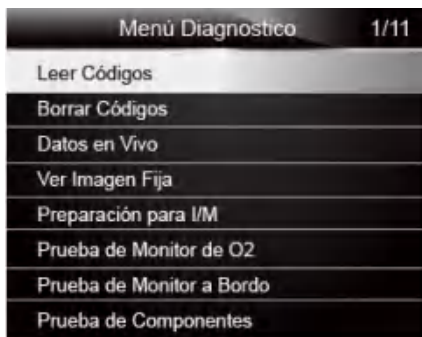 Menú Diagnostico 1/11
Leer Códigos
Borrar Códigos
Datos en Vivo
Ver Imagen Fija
Preparación para I/M
Prueba de Monitor de O2
Prueba de Monitor a Bordo
Prueba de Componentes